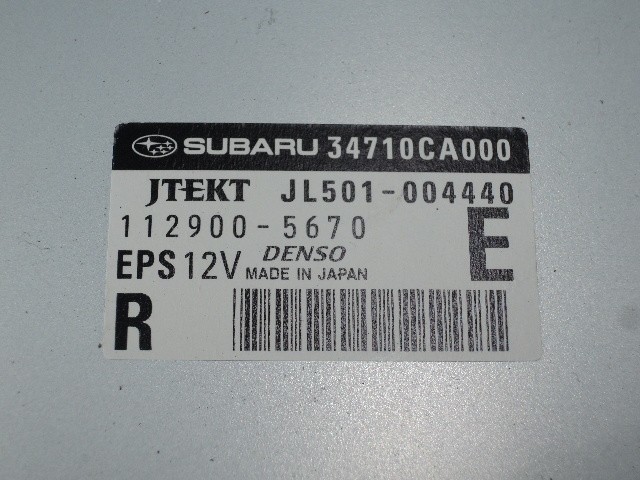 SUBARU 34710CA000
JTEKT JL501-004440
112900-5670
E
EPS 12V DENSO
MADE IN JAPAN
R